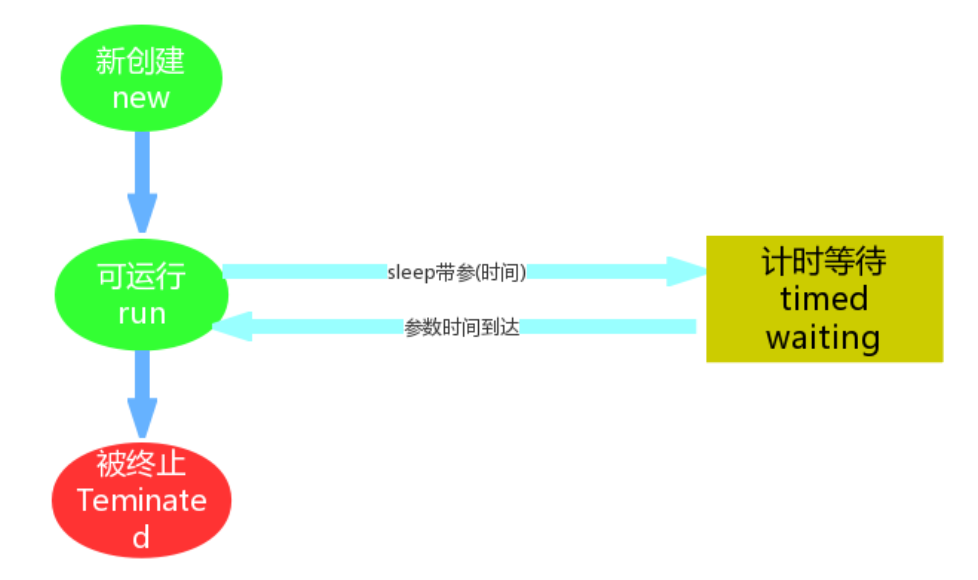 新创建
new
可运行
run
sleep带参(时间)
参数时间到达
计时等待
timed
waiting
被终止
Teminate
d